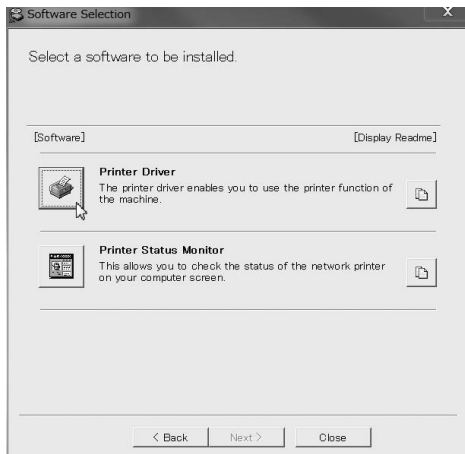 Software Selection
Select a software to be installed.
[Software] [Display Readme]
Printer Driver
The printer driver enables you to use the printer function of
the machine.
Printer Status Monitor
This allows you to check the status of the network printer
on your computer screen.
< Back Next > Close